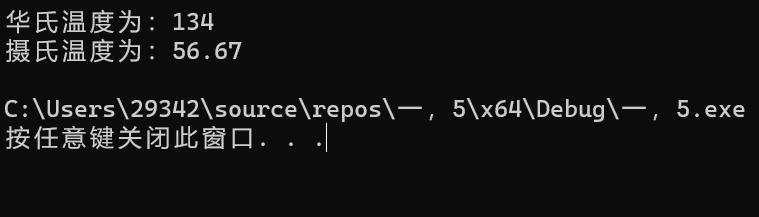 华氏温度为：134
摄氏温度为：56.67
C:\Users\29342\source\repos\一，5\x64\Debug\一，5.exe
按任意键关闭此窗口. . .